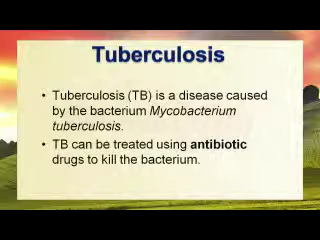 Tuberculosis
• Tuberculosis (TB) is a disease caused
by the bacterium Mycobacterium
tuberculosis.
• TB can be treated using antibiotic
drugs to kill the bacterium.